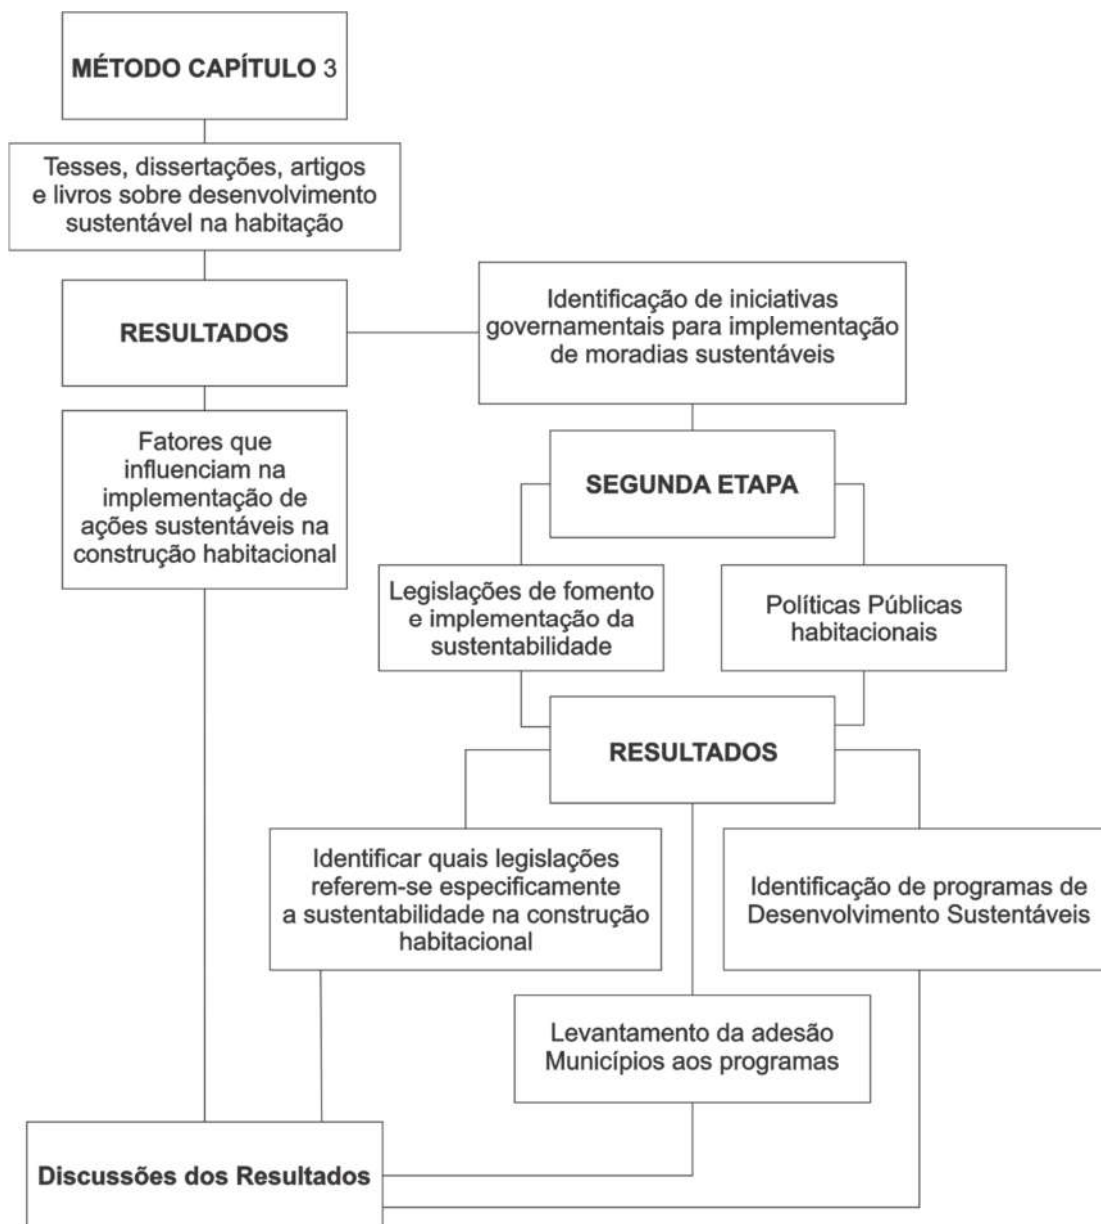 MÉTODO CAPÍTULO 3
Tesses, dissertações, artigos
e livros sobre desenvolvimento
sustentável na habitação
RESULTADOS
Identificação de iniciativas
governamentais para implementação
de moradias sustentáveis
Fatores que
influenciam na
implementação de
ações sustentáveis na
construção habitacional
SEGUNDA ETAPA
Legislações de fomento
e implementação da
sustentabilidade
Políticas Públicas
habitacionais
RESULTADOS
Identificar quais legislações
referem-se especificamente
a sustentabilidade na construção
habitacional
Identificação de programas de
Desenvolvimento Sustentáveis
Levantamento da adesão
Municípios aos programas
Discussões dos Resultados